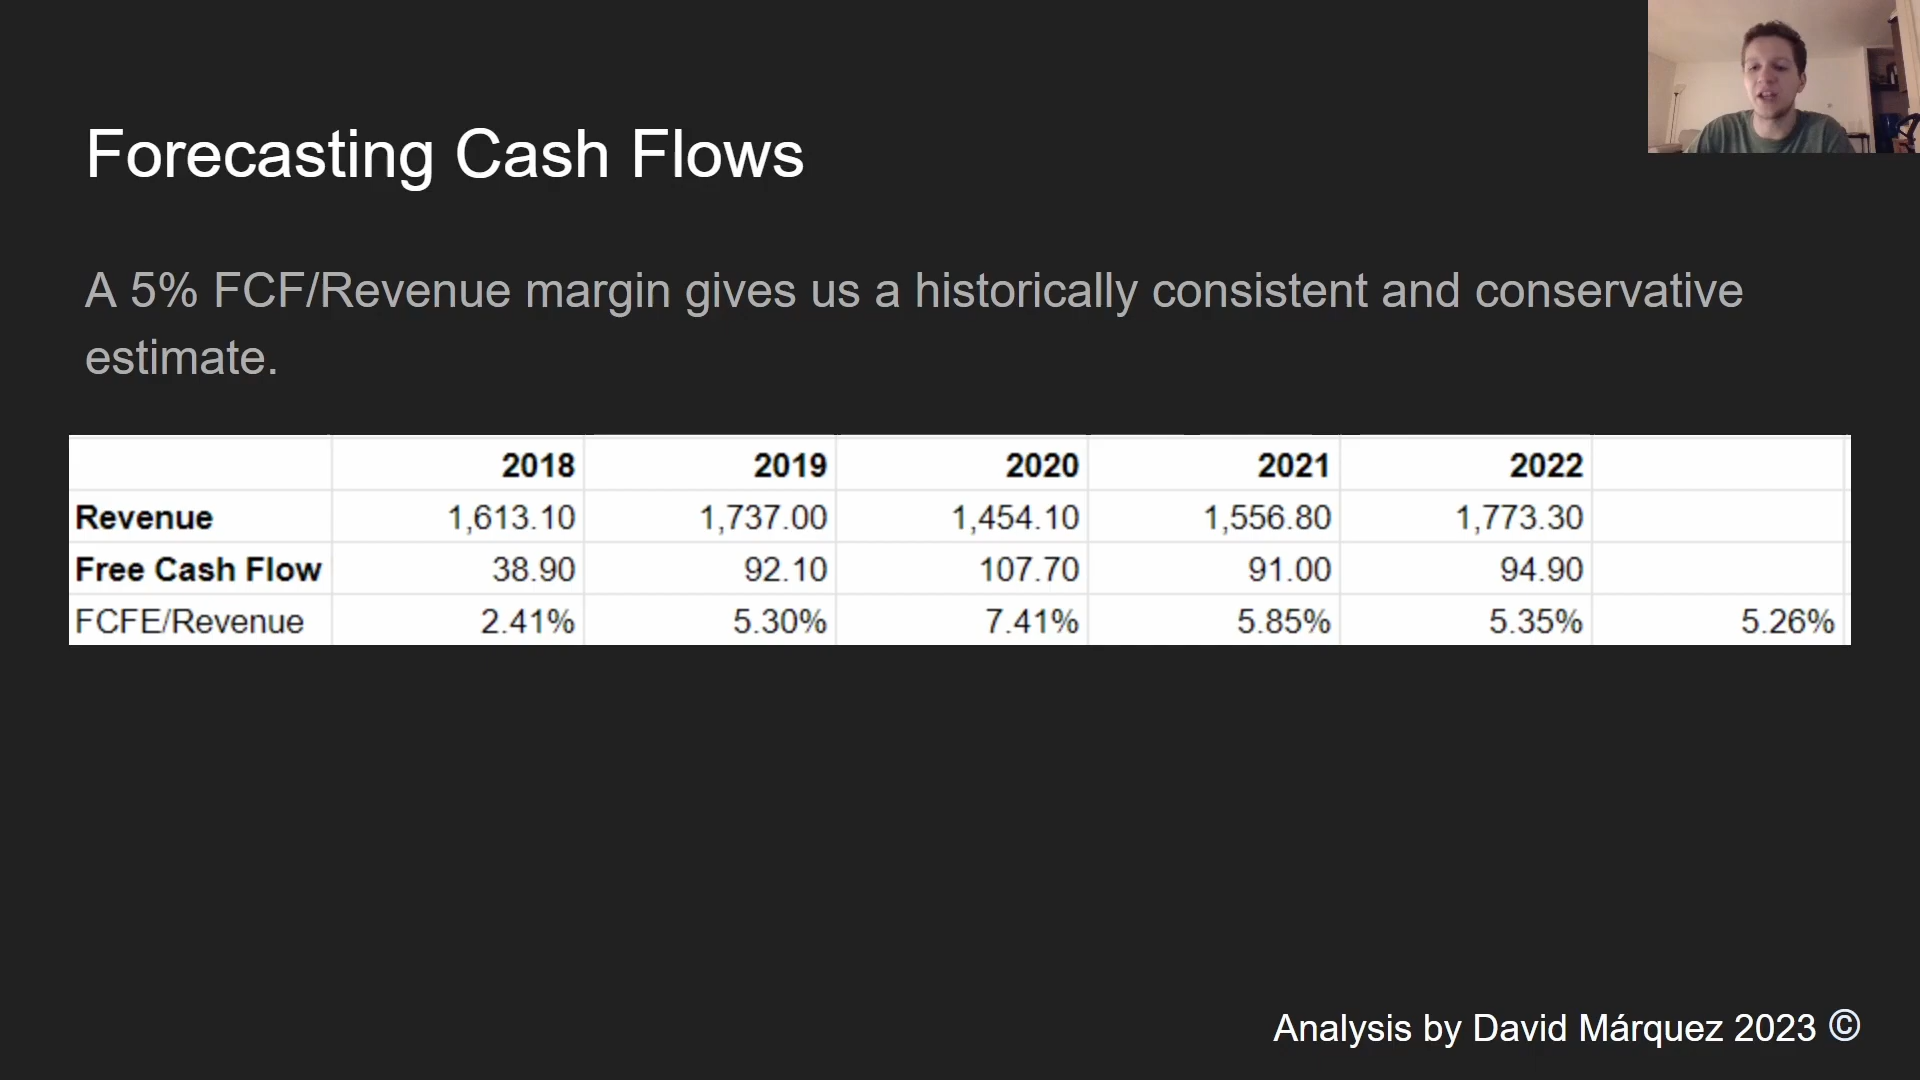 Forecasting Cash Flows
A 5% FCF/Revenue margin gives us a historically consistent and conservative
estimate.
2018 2019 2020 2021 2022
Revenue 1,613.10 1,737.00 1,454.10 1,556.80 1,773.30
Free Cash Flow 38.90 92.10 107.70 91.00 94.90
FCFE/Revenue 2.41% 5.30% 7.41% 5.85% 5.35% 5.26%
Analysis by David Márquez 2023 ©